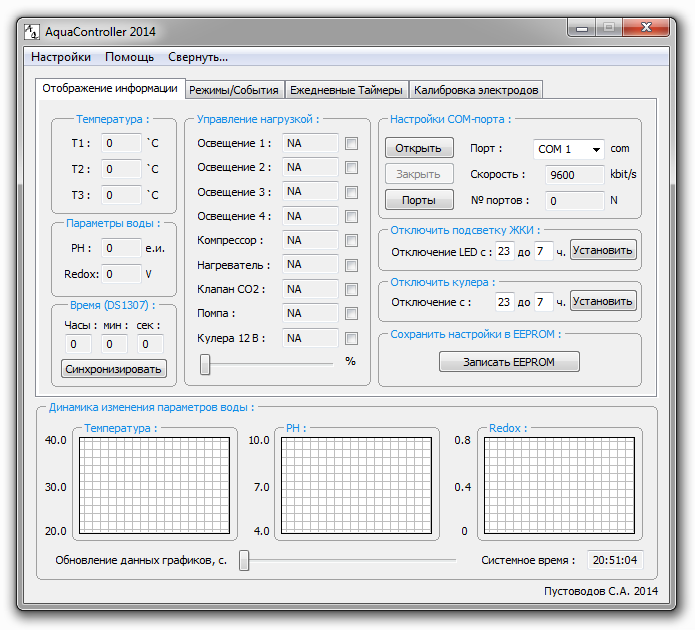 AquaController 2014
Настройки Помощь Свернуть...
Отображение информации Режимы/События Ежедневные Таймеры Калибровка электродов
Температура :
T1 : 0 `C
T2 : 0 `C
T3 : 0 `C
Параметры воды :
PH : 0 е.и.
Redox: 0 V
Время (DS1307) :
Часы : мин : сек :
0 0 0
Синхронизировать
Управление нагрузкой :
Освещение 1 : NA
Освещение 2 : NA
Освещение 3 : NA
Освещение 4 : NA
Компрессор : NA
Нагреватель : NA
Клапан CO2 : NA
Помпа : NA
Кулера 12 В : NA
%
Настройки COM-порта :
Открыть Порт : COM 1 com
Закрыть Скорость : 9600 kbit/s
Порты № портов : 0 N
Отключить подсветку ЖКИ :
Отключение LED с : 23 до 7 ч. Установить
Отключить кулера :
Отключение с : 23 до 7 ч. Установить
Сохранить настройки в EEPROM :
Записать EEPROM
Динамика изменения параметров воды :
Температура :
40.0
30.0
20.0
PH :
10.0
7.0
4.0
Redox :
0.8
0.4
0
Обновление данных графиков, с. Системное время : 20:51:04
Пустоводов С.А. 2014